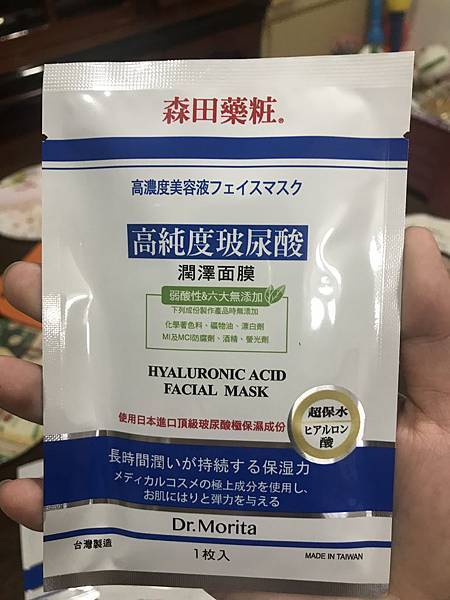 森田藥粧®
高濃度美容液フェイスマスク
高純度玻尿酸
潤澤面膜
弱酸性&六大無添加
下列成份製作產品時無添加
化學著色料、礦物油、漂白劑
MI及MCI防腐劑、酒精、螢光劑
HYALURONIC ACID
FACIAL MASK
使用日本進口頂級玻尿酸極保濕成份
超保水
ヒアルロン
酸
長時間潤いが持続する保湿力
メディカルコスメの極上成分を使用し、
お肌にはりと弾力を与える
Dr.Morita
台灣製造
1枚入
MADE IN TAIWAN